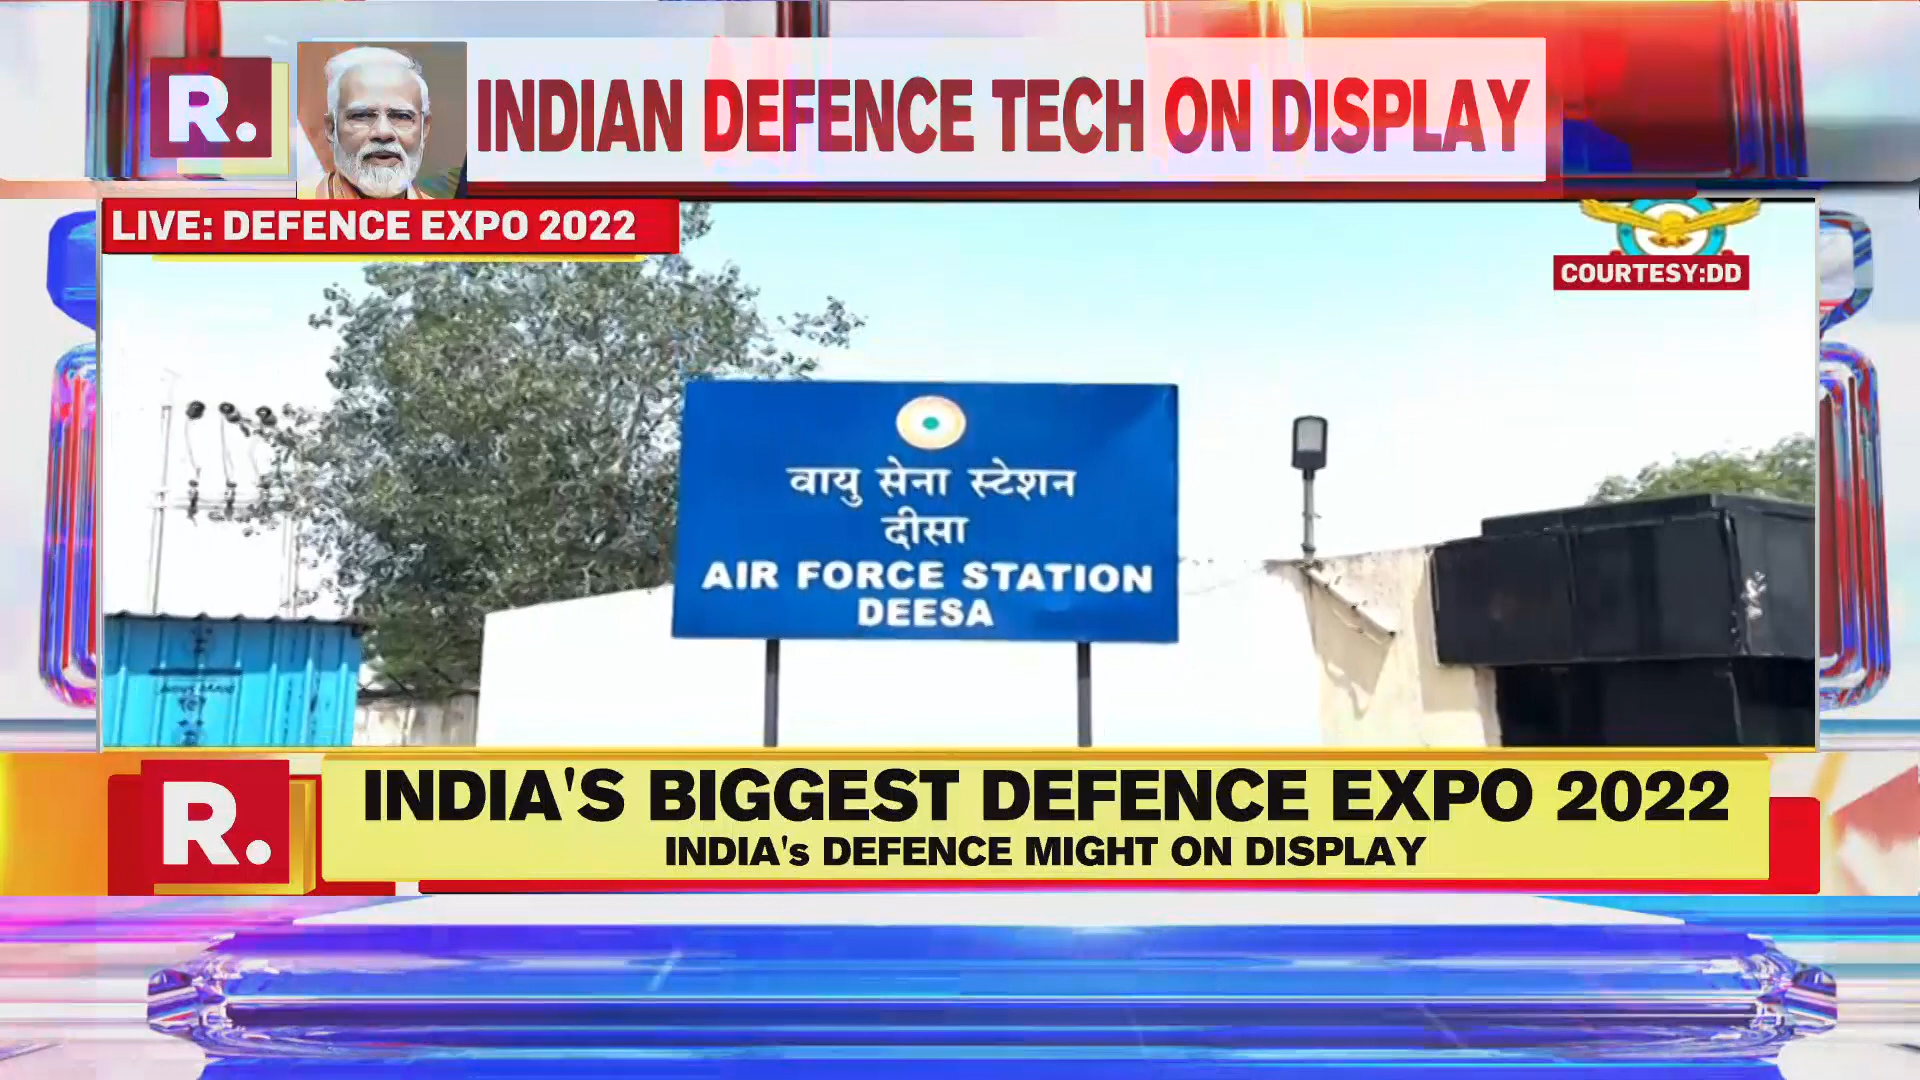 R.
INDIAN DEFENCE TECH ON DISPLAY
LIVE: DEFENCE EXPO 2022
COURTESY:DD
वायु सेना स्टेशन
दीसा
AIR FORCE STATION
DEESA
R.
INDIA'S BIGGEST DEFENCE EXPO 2022
INDIA's DEFENCE MIGHT ON DISPLAY